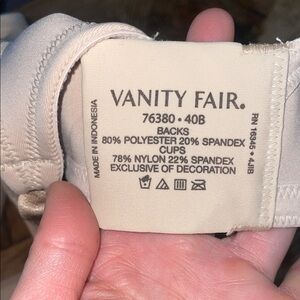 VANITY FAIR.
76380 • 40B
BACKS
80% POLYESTER 20% SPANDEX
CUPS
78% NYLON 22% SPANDEX
EXCLUSIVE OF DECORATION
MADE IN INDONESIA
RN 16345 • 4JIB